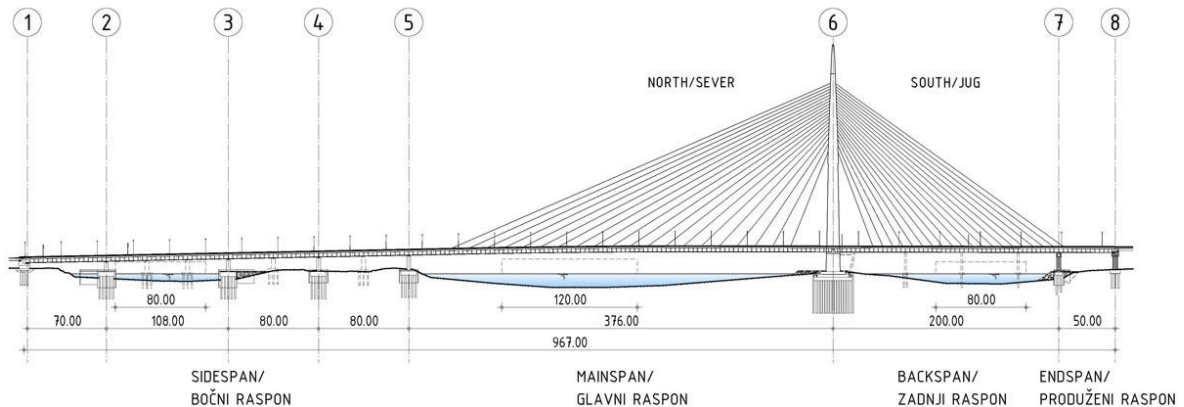 1 2 3 4 5 6 7 8
NORTH/SEVER SOUTH/JUG
80.00 120.00 80.00
70.00 108.00 80.00 80.00 376.00 200.00 50.00
967.00
SIDESPAN/ MAINSPAN/ BACKSPAN/ ENDSPAN/
BOČNI RASPON GLAVNI RASPON ZADNJI RASPON PRODUŽENI RASPON